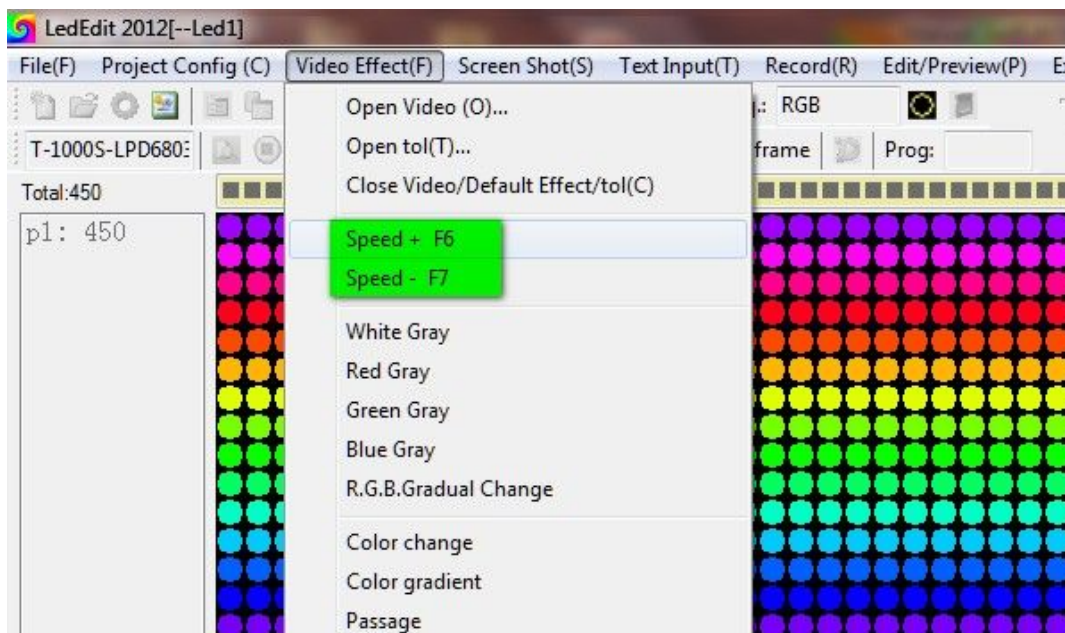 LedEdit 2012[--Led1]
File(F) Project Config (C) Video Effect(F) Screen Shot(S) Text Input(T) Record(R) Edit/Preview(P)
Open Video (O)... RGB
T-1000S-LPD6803 Open tol(T)... frame Prog:
Total:450 Close Video/Default Effect/tol(C)
p1: 450 Speed + F6
Speed - F7
White Gray
Red Gray
Green Gray
Blue Gray
R.G.B.Gradual Change
Color change
Color gradient
Passage